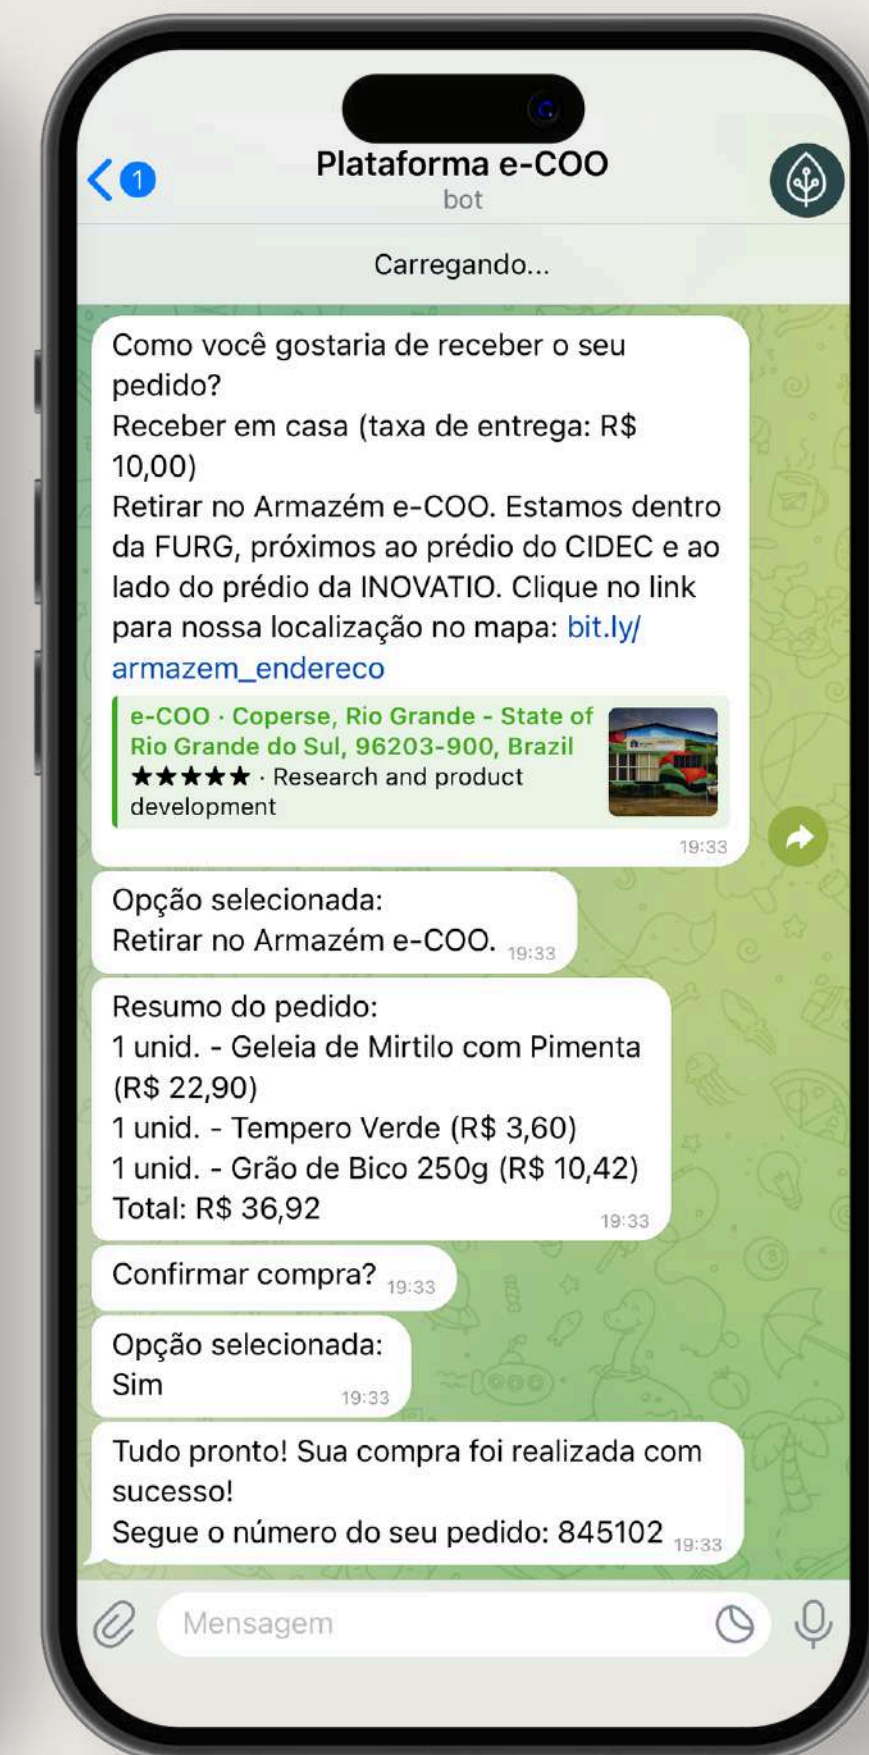 1
Plataforma e-COO
bot
Carregando...
Como você gostaria de receber o seu
pedido?
Receber em casa (taxa de entrega: R$
10,00)
Retirar no Armazém e-COO. Estamos dentro
da FURG, próximos ao prédio do CIDEC e ao
lado do prédio da INOVATIO. Clique no link
para nossa localização no mapa: bit.ly/
armazem_endereco
e-COO · Coperse, Rio Grande - State of
Rio Grande do Sul, 96203-900, Brazil
★★★★★ · Research and product
development
19:33
Opção selecionada:
Retirar no Armazém e-COO. 19:33
Resumo do pedido:
1 unid. - Geleia de Mirtilo com Pimenta
(R$ 22,90)
1 unid. - Tempero Verde (R$ 3,60)
1 unid. - Grão de Bico 250g (R$ 10,42)
Total: R$ 36,92 19:33
Confirmar compra? 19:33
Opção selecionada:
Sim 19:33
Tudo pronto! Sua compra foi realizada com
sucesso!
Segue o número do seu pedido: 845102 19:33
Mensagem